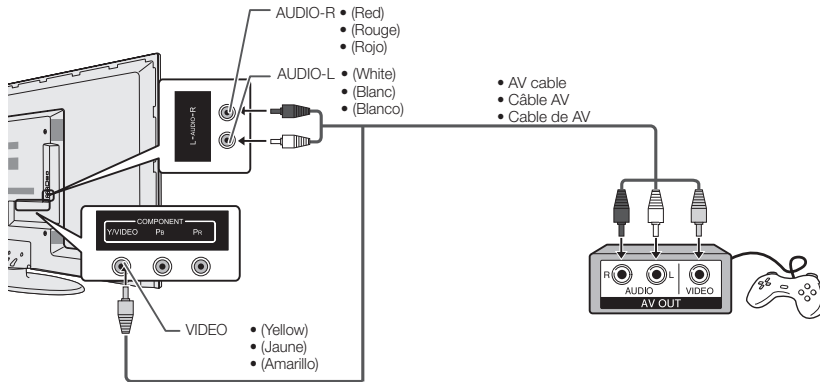 AUDIO-R • (Red)
• (Rouge)
• (Rojo)
AUDIO-L • (White)
• (Blanc)
• (Blanco)
L-AUDIO-R
• AV cable
• Câble AV
• Cable de AV
COMPONENT
Y/VIDEO PB PR
VIDEO • (Yellow)
• (Jaune)
• (Amarillo)
R L
AUDIO VIDEO
AV OUT